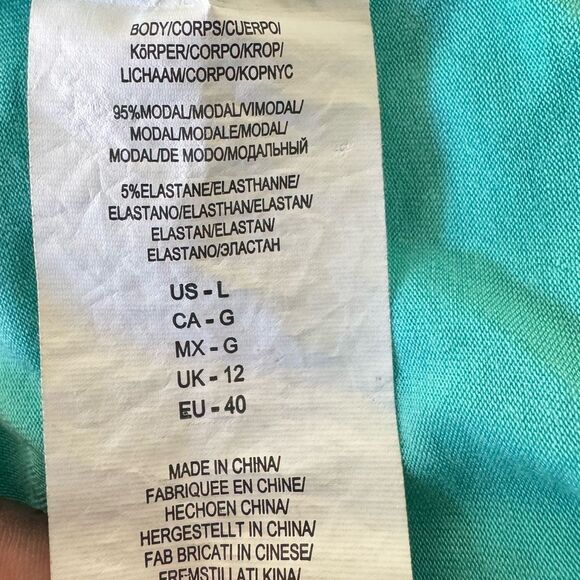 BODY/CORPS/CUERPO/
KÖRPER/CORPO/KROP/
LICHAAM/CORPO/КОРПУС
95%MODAL/MODAL/VIMODAL/
MODAL/MODALE/MODAL/
MODAL/DE MODO/МОДАЛЬНЫЙ
5%ELASTANE/ELASTHANNE/
ELASTANO/ELASTHAN/ELASTAN/
ELASTAN/ELASTAN/
ELASTANO/ЭЛАСТАН
US - L
CA - G
MX - G
UK - 12
EU - 40
MADE IN CHINA/
FABRIQUEE EN CHINE/
HECHOEN CHINA/
HERGESTELLT IN CHINA/
FAB BRICATI IN CINESE/
FREMSTILLATI KINA/